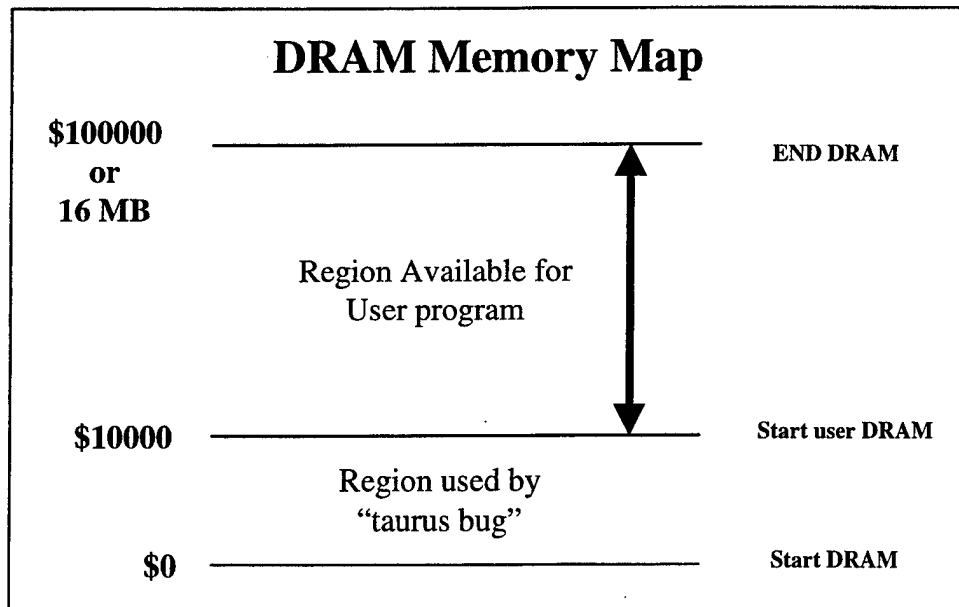 DRAM Memory Map
$100000
or
16 MB
END DRAM
Region Available for
User program
$10000
Start user DRAM
Region used by
“taurus bug”
$0
Start DRAM